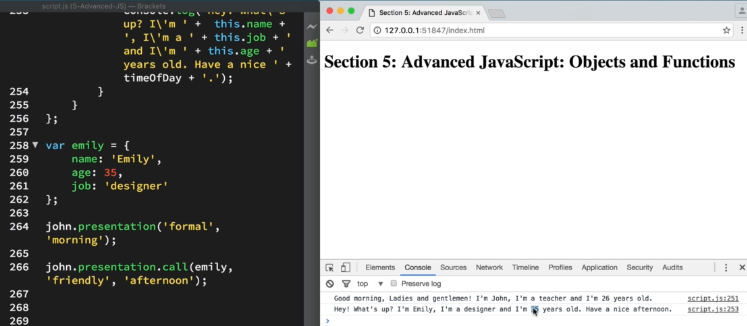 script.js (5-Advanced-JS) — Brackets
console.log('Hey! What\'s
up? I\'m ' +  this.name +
', I\'m a ' + this.job + '
and I\'m ' + this.age + '
years old. Have a nice ' +
timeOfDay + '.');
254 }
255 }
256 };
257
258 var emily = {
259 name: 'Emily',
260 age: 35,
261 job: 'designer'
262 };
263
264 john.presentation('formal',
'morning');
265
266 john.presentation.call(emily,
'friendly', 'afternoon');
267
268
269
Section 5: Advanced JavaScri
127.0.0.1:51847/index.html
Section 5: Advanced JavaScript: Objects and Functions
Elements Console Sources Network Timeline Profiles Application Security Audits
top Preserve log
Good morning, Ladies and gentlemen! I'm John, I'm a teacher and I'm 26 years old. script.js:251
Hey! What's up? I'm Emily, I'm a designer and I'm 35 years old. Have a nice afternoon. script.js:253